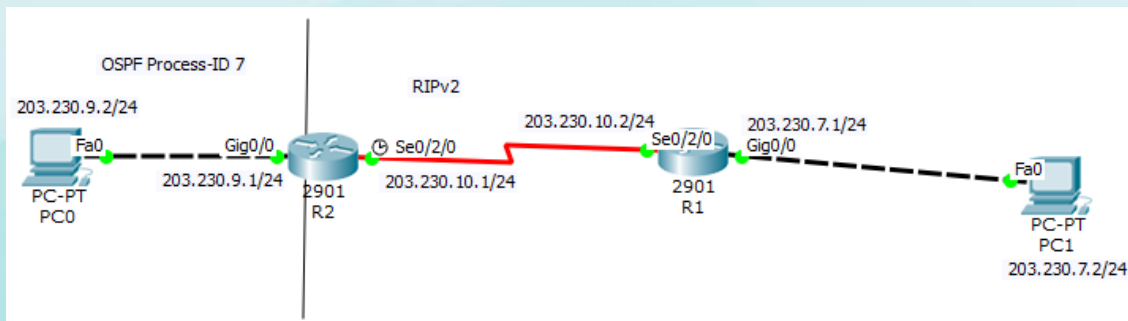 OSPF Process-ID 7
RIPv2
203.230.9.2/24
203.230.10.2/24
203.230.7.1/24
Fa0
Gig0/0
Se0/2/0
Se0/2/0
Gig0/0
203.230.9.1/24
203.230.10.1/24
Fa0
PC-PT
PC0
2901
R2
2901
R1
PC-PT
PC1
203.230.7.2/24